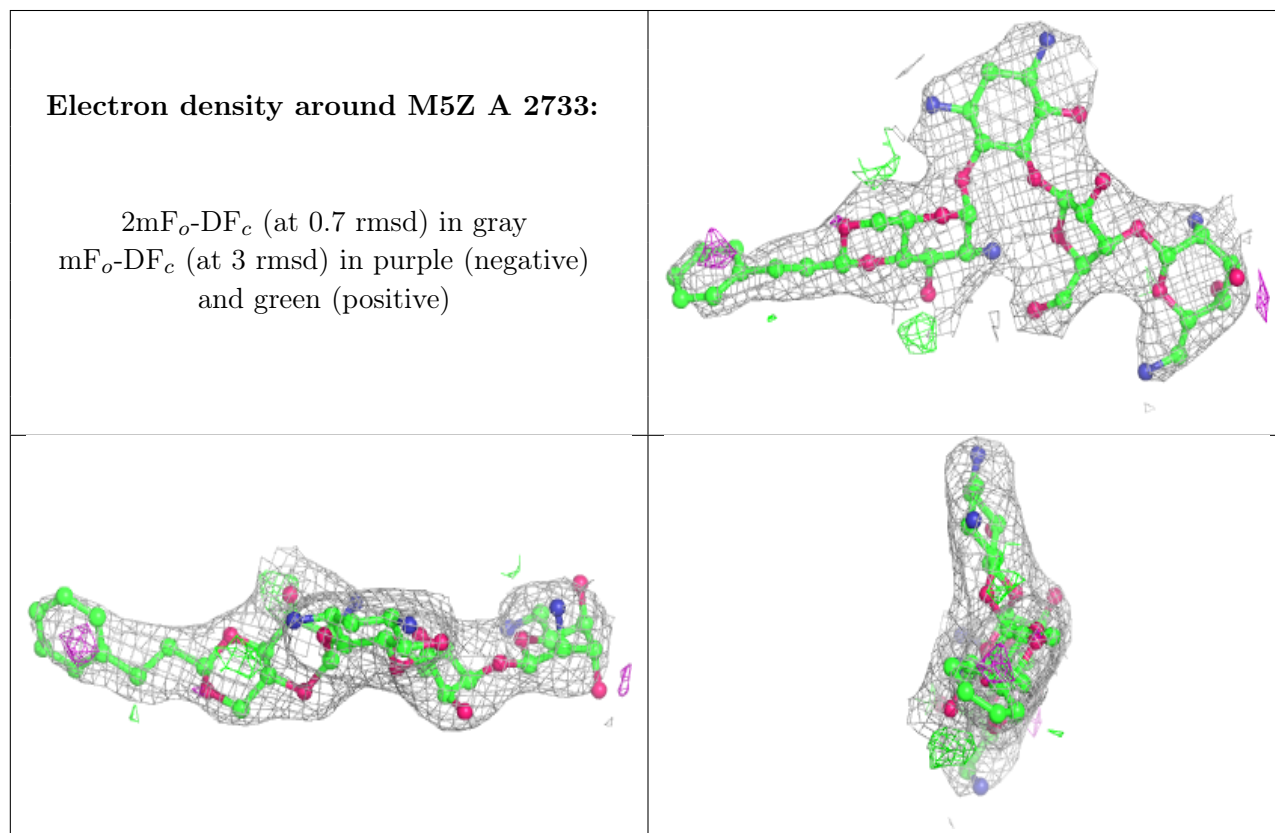 Electron density around M5Z A 2733:
2mFo-DFc (at 0.7 rmsd) in gray
mFo-DFc (at 3 rmsd) in purple (negative)
and green (positive)